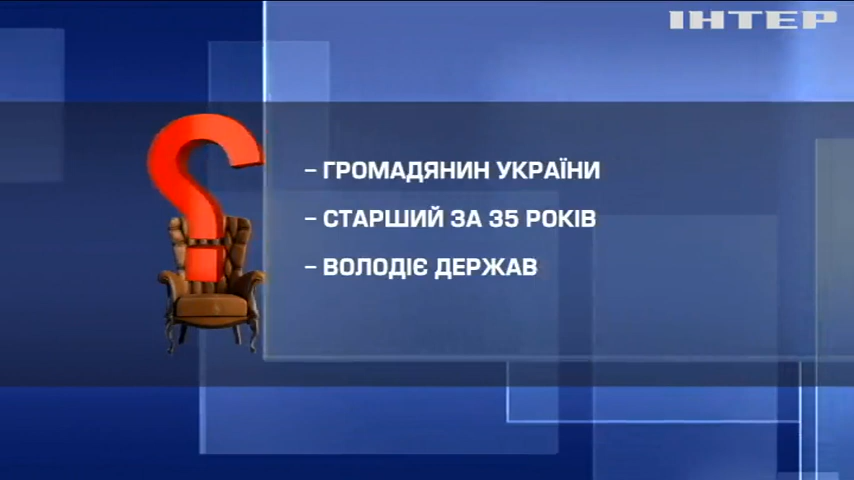 ІНТЕР
– ГРОМАДЯНИН УКРАЇНИ
– СТАРШИЙ ЗА 35 РОКІВ
– ВОЛОДІЄ ДЕРЖАВ